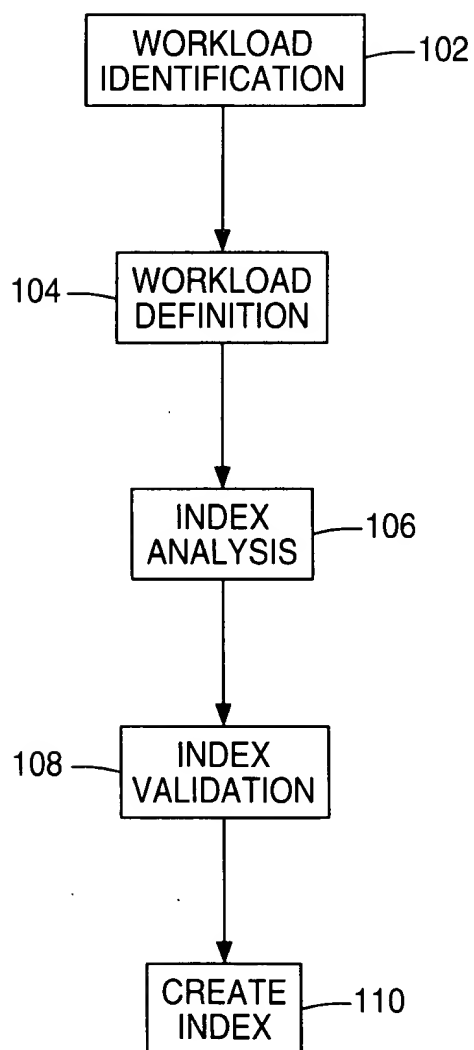 WORKLOAD
IDENTIFICATION
102
104
WORKLOAD
DEFINITION
INDEX
ANALYSIS
106
108
INDEX
VALIDATION
CREATE
INDEX
110